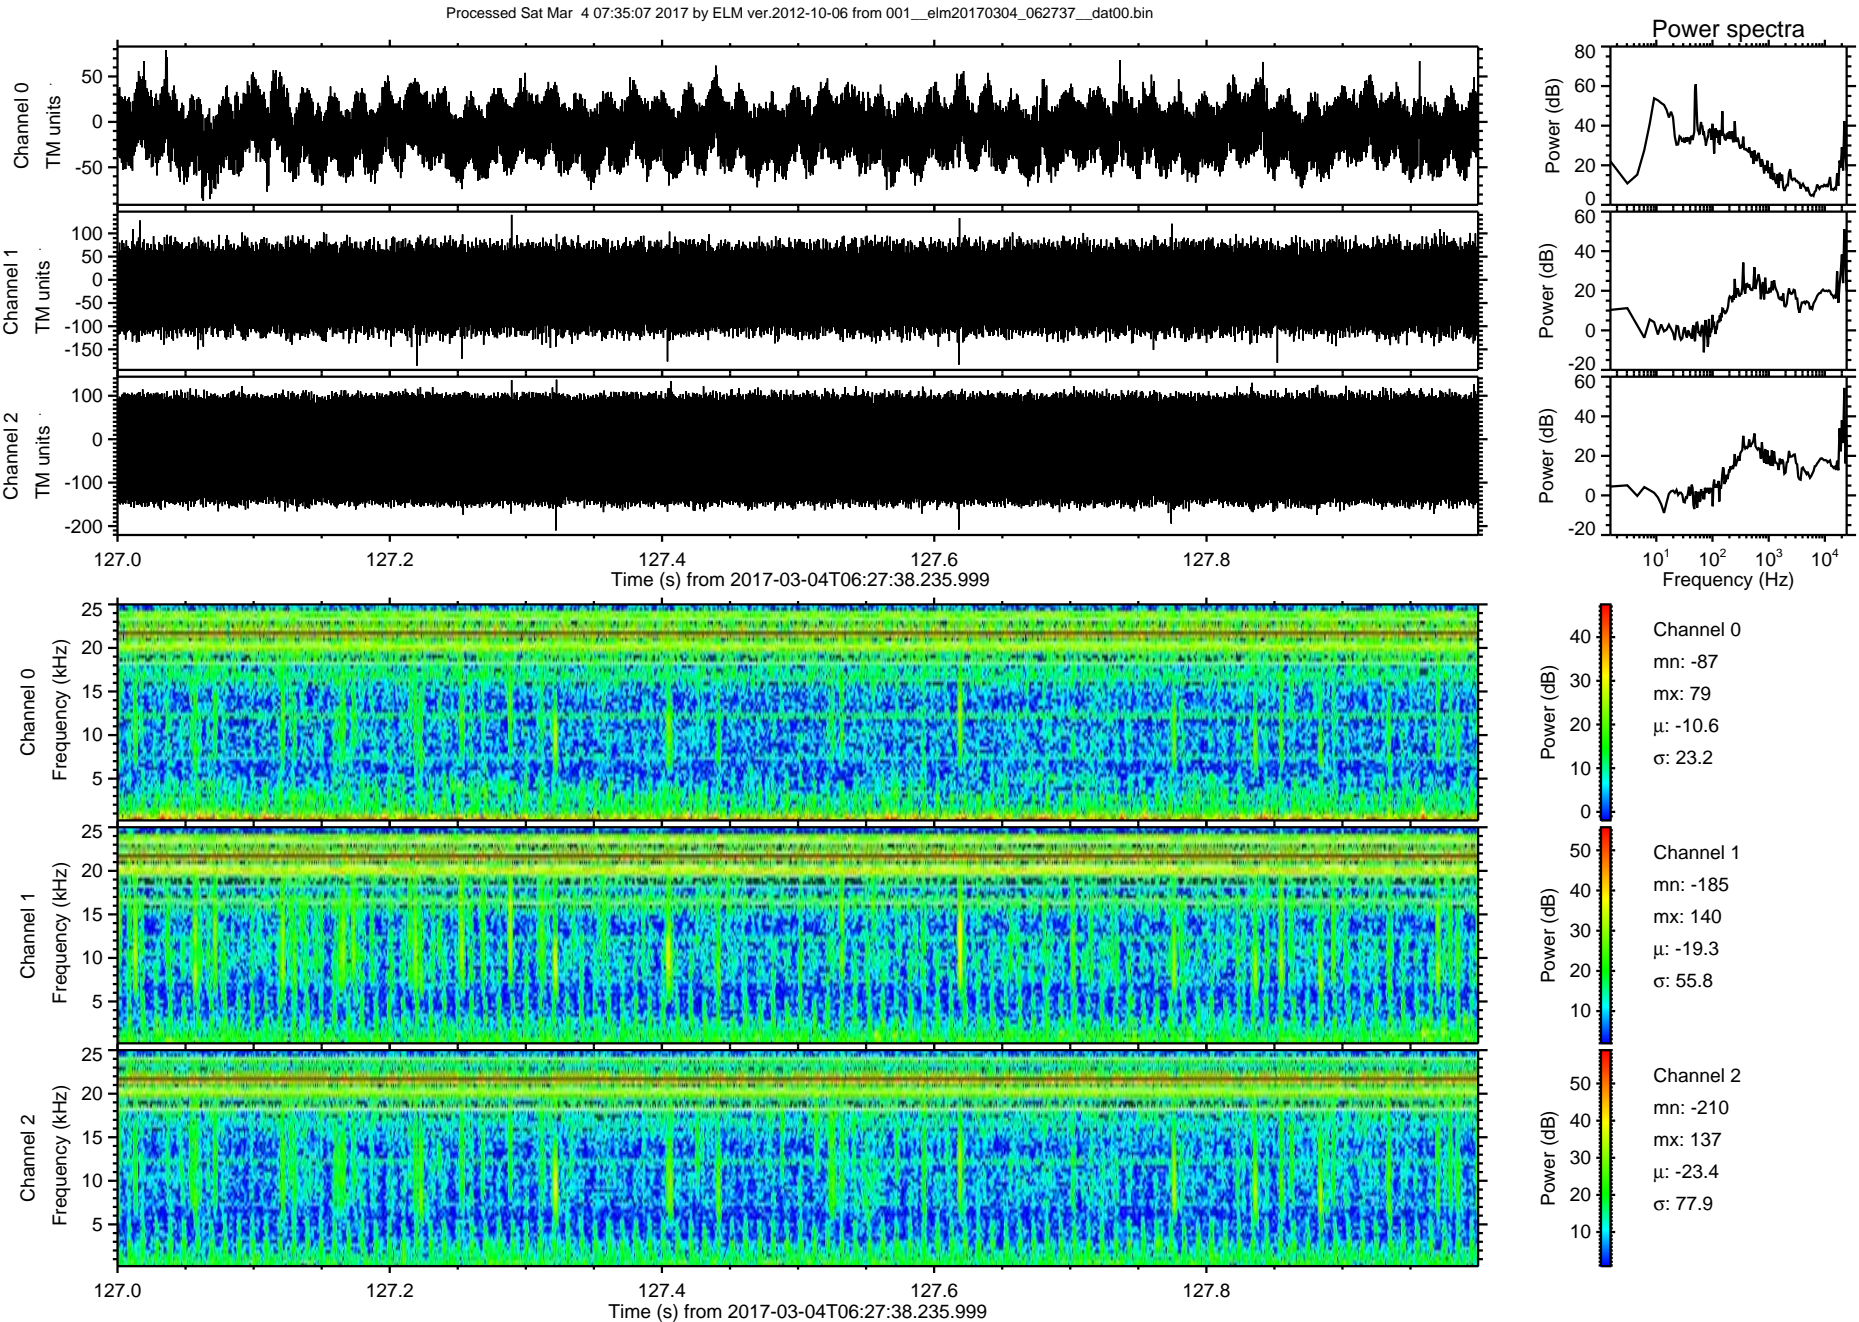 Processed Sat Mar  4 07:35:07 2017 by ELM ver.2012-10-06 from 001__elm20170304_062737__dat00.bin
Power spectra
Channel 0
TM units
50
0
-50
Power (dB)
80
60
40
20
0
Channel 1
TM units
100
50
0
-50
-100
-150
Power (dB)
60
40
20
0
-20
Channel 2
TM units
100
0
-100
-200
Power (dB)
60
40
20
0
-20
127.0 127.2 127.4 127.6 127.8
Time (s) from 2017-03-04T06:27:38.235.999
10^1 10^2 10^3 10^4
Frequency (Hz)
Channel 0
Frequency (kHz)
25
20
15
10
5
Power (dB)
40
30
20
10
0
Channel 0
mn: -87
mx: 79
μ: -10.6
σ: 23.2
Channel 1
Frequency (kHz)
25
20
15
10
5
Power (dB)
50
40
30
20
10
Channel 1
mn: -185
mx: 140
μ: -19.3
σ: 55.8
Channel 2
Frequency (kHz)
25
20
15
10
5
Power (dB)
50
40
30
20
10
Channel 2
mn: -210
mx: 137
μ: -23.4
σ: 77.9
127.0 127.2 127.4 127.6 127.8
Time (s) from 2017-03-04T06:27:38.235.999